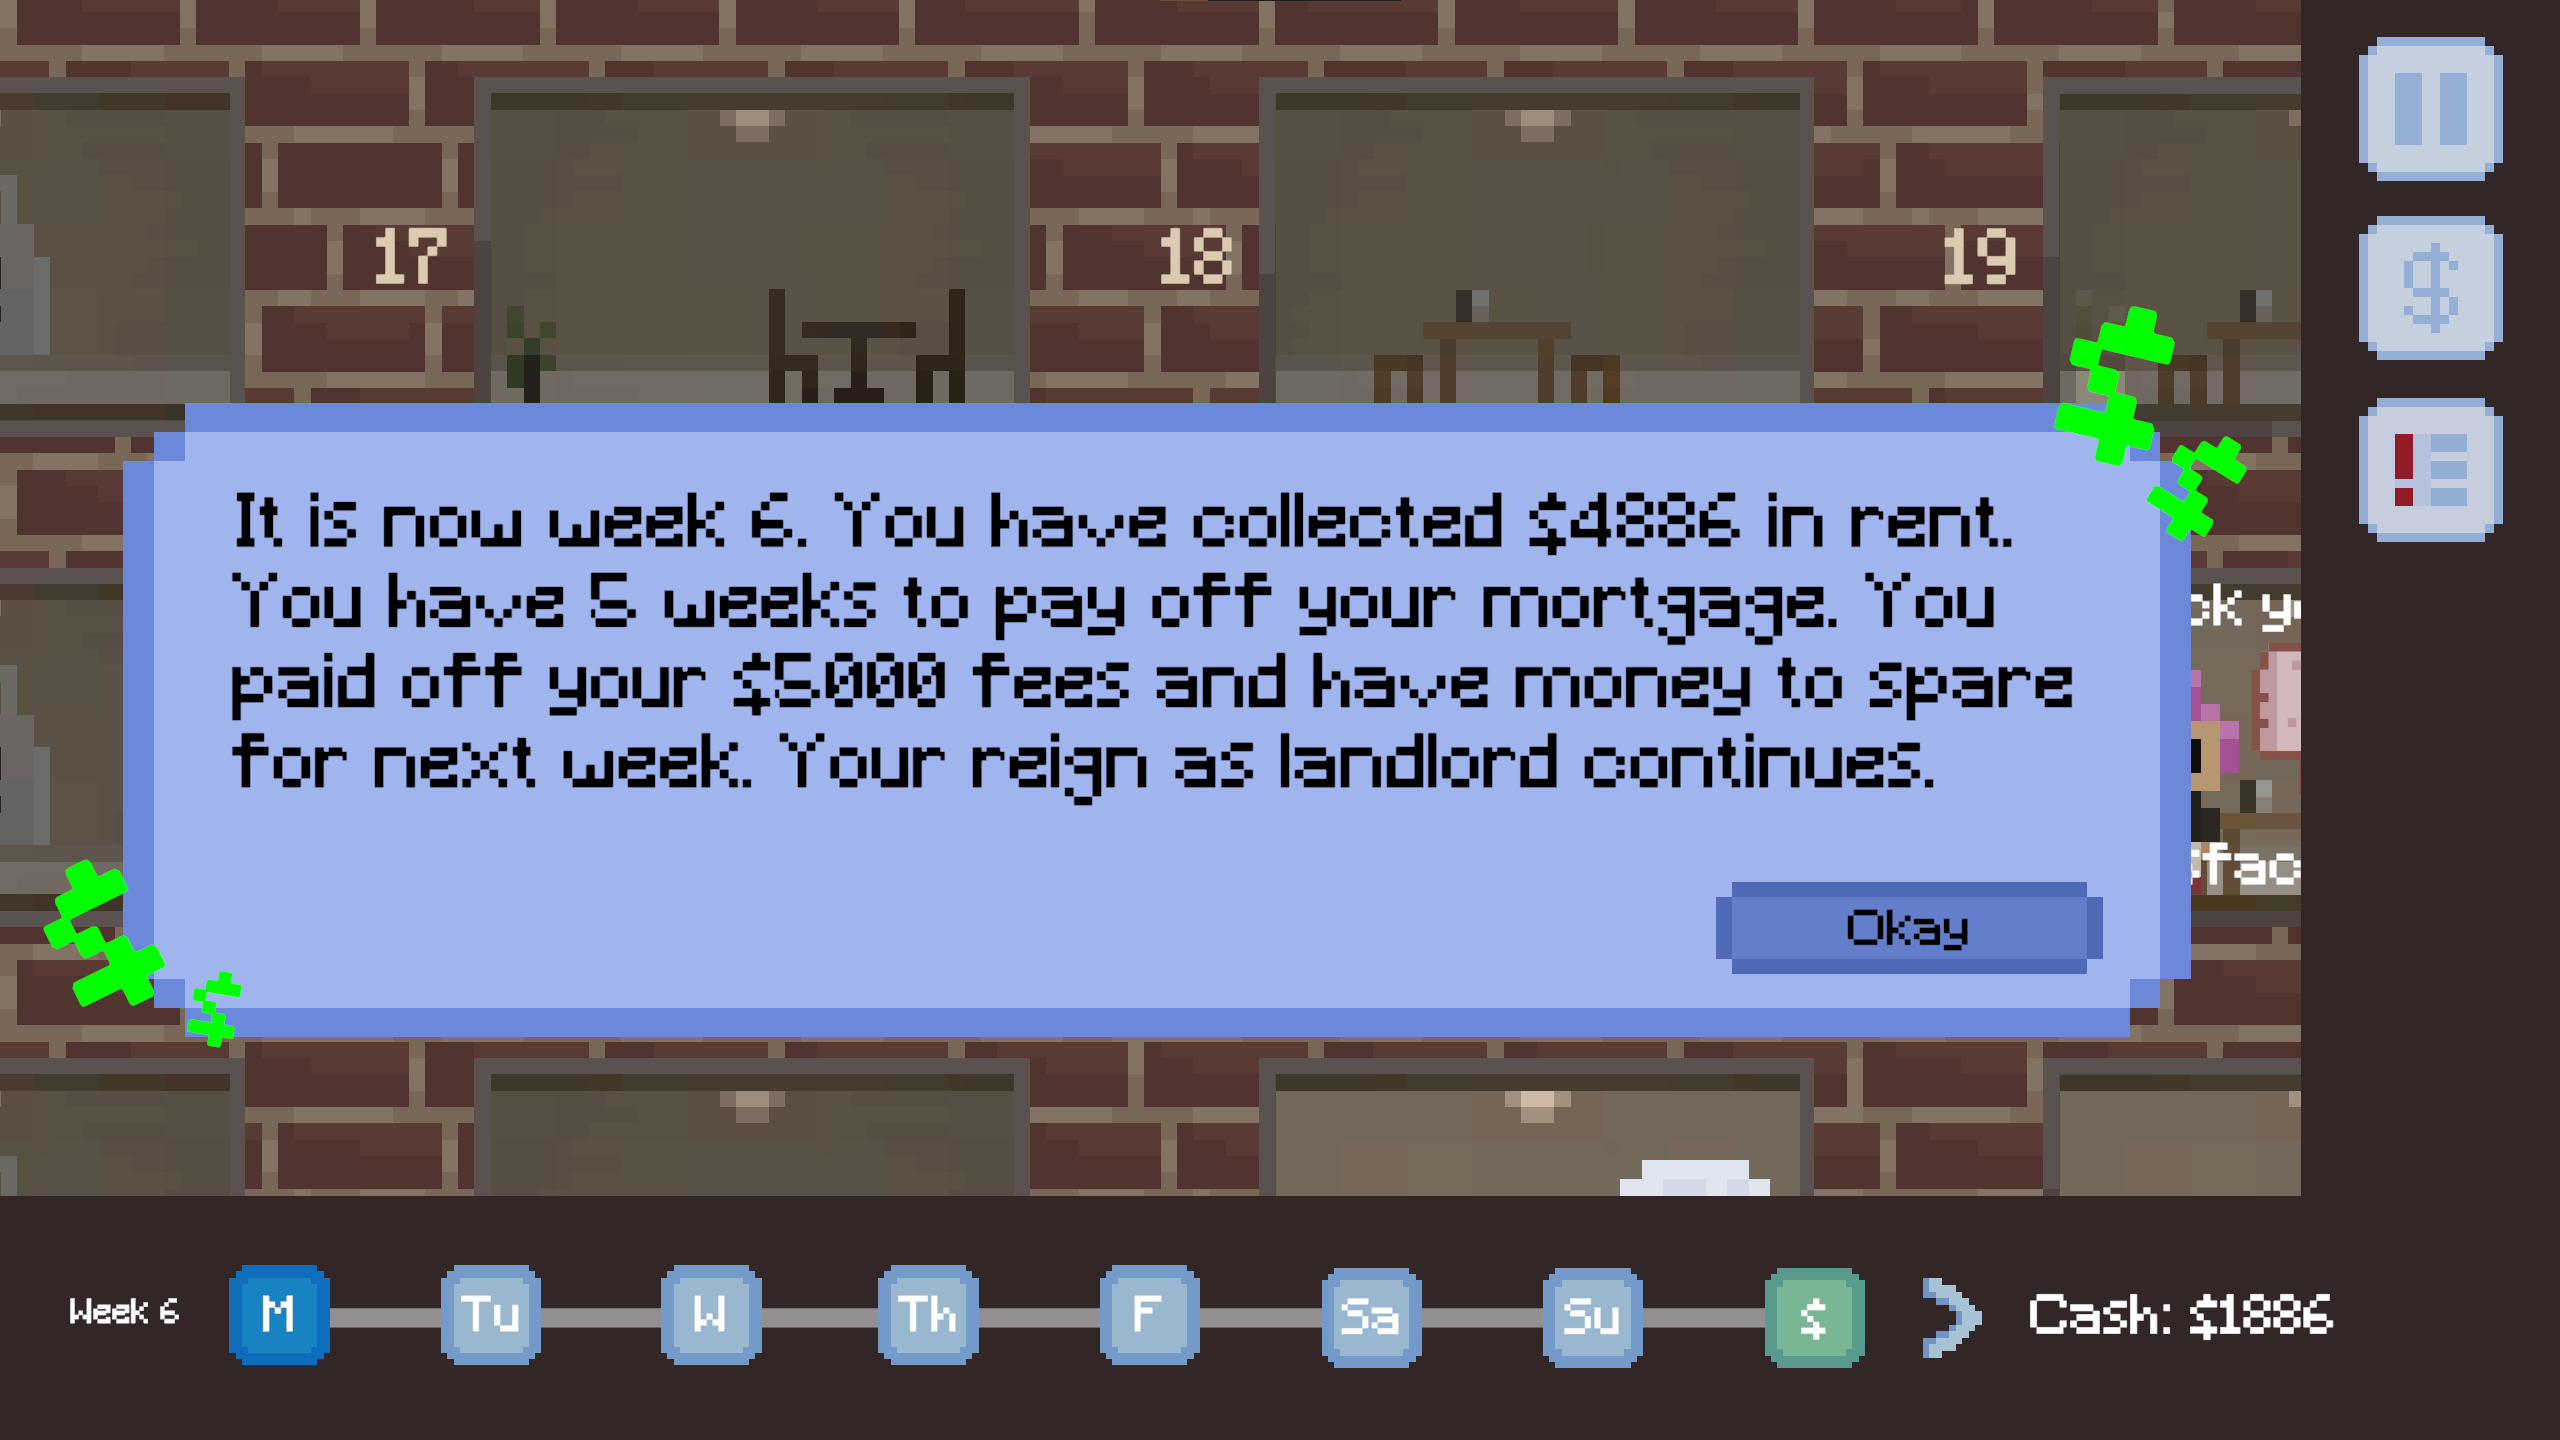 17
18
19
$
It is now week 6. You have collected $4886 in rent.
You have 5 weeks to pay off your mortgage. You
paid off your $5000 fees and have money to spare
for next week. Your reign as landlord continues.
Okay
Week 6
M
Tu
W
Th
F
Sa
Su
$
Cash: $1886